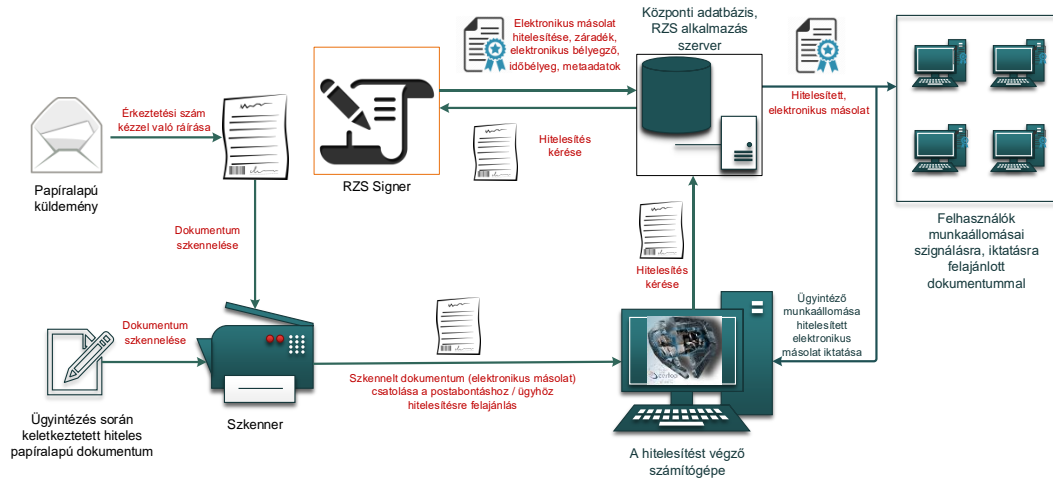 Elektronikus másolat
hitelesítése, záradék,
elektronikus bélyegző,
időbélyeg, metaadatok
Központi adatbázis,
RZS alkalmazás
szerver
Érkeztetési szám
kézzel való ráírása
Hitelesített,
elektronikus másolat
Hitelesítés
kérése
Papíralapú
küldemény
RZS Signer
Felhasználók
munkaállomásai
szignálásra, iktatásra
felajánlott
dokumentummal
Dokumentum
szkennelése
Hitelesítés
kérése
Ügyintéző
munkaállomása
hitelesített
elektronikus
másolat iktatása
Dokumentum
szkennelése
Szkennelt dokumentum (elektronikus másolat)
csatolása a postabontáshoz / ügyhöz
hitelesítésre felajánlás
Ügyintézés során
keletkeztetett hiteles
papíralapú dokumentum
Szkenner
A hitelesítést végző
számítógépe